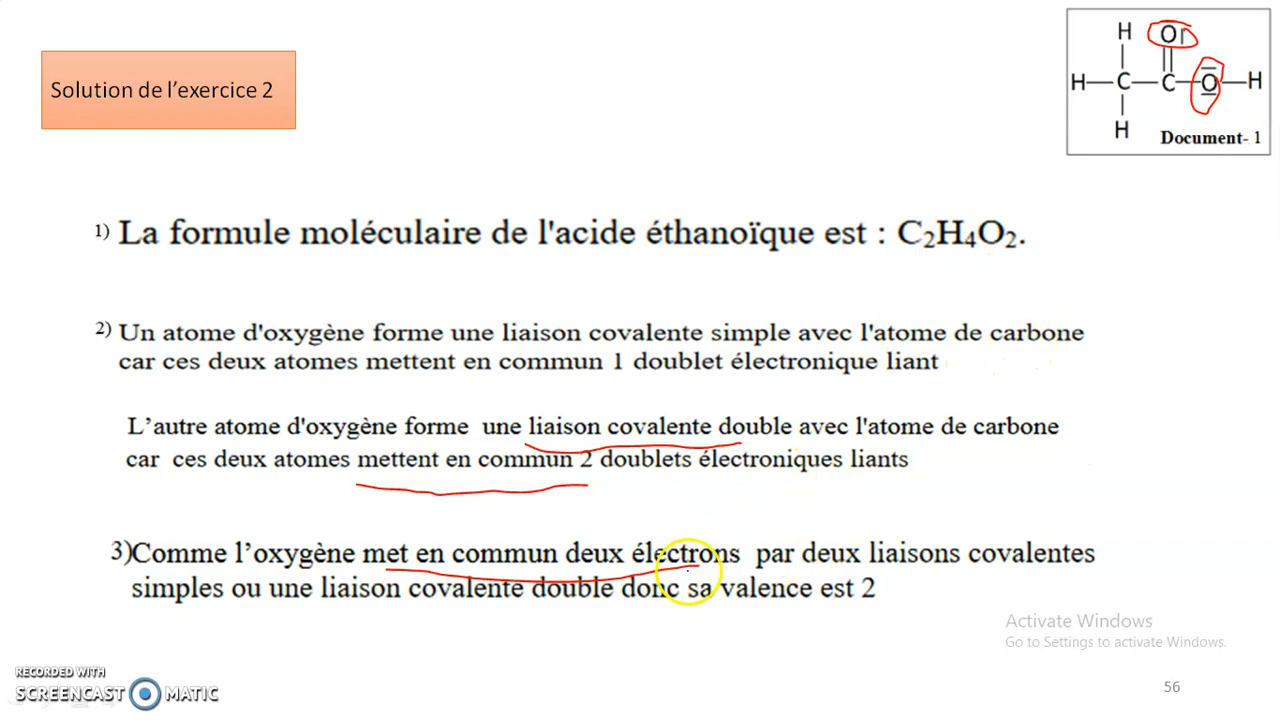 Solution de l’exercice 2
H O
H C C O H
H
Document- 1
1) La formule moléculaire de l'acide éthanoïque est : C₂H₄O₂.
2) Un atome d'oxygène forme une liaison covalente simple avec l'atome de carbone
car ces deux atomes mettent en commun 1 doublet électronique liant
L’autre atome d'oxygène forme une liaison covalente double avec l'atome de carbone
car ces deux atomes mettent en commun 2 doublets électroniques liants
3)Comme l’oxygène met en commun deux électrons par deux liaisons covalentes
simples ou une liaison covalente double donc sa valence est 2
Activate Windows
Go to Settings to activate Windows.
RECORDED WITH
SCREENCAST MATIC
56